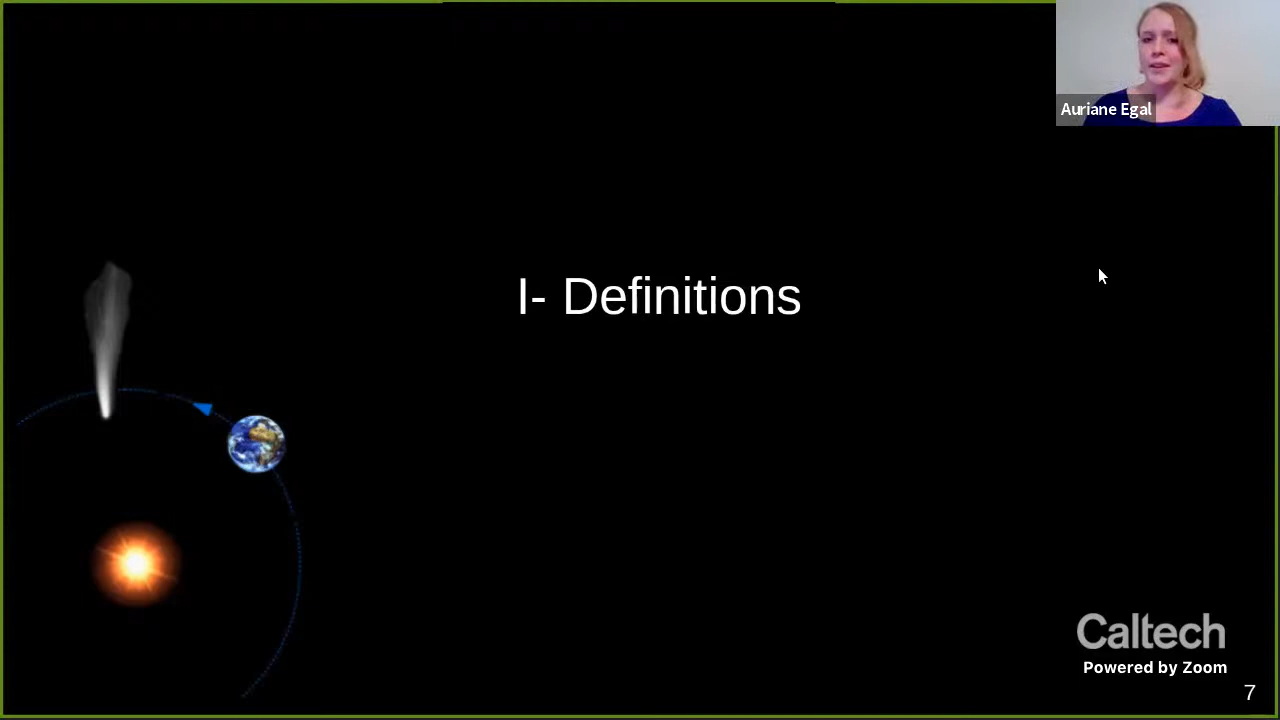 Auriane Egal
I- Definitions
Caltech
Powered by Zoom
7